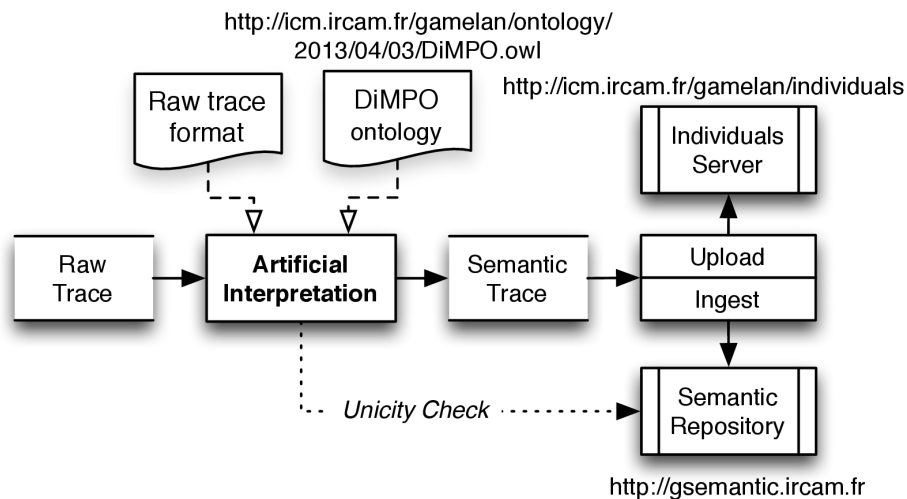 http://icm.ircam.fr/gamelan/ontology/
2013/04/03/DiMPO.owl
Raw trace
format
DiMPO
ontology
http://icm.ircam.fr/gamelan/individuals
Individuals
Server
Raw
Trace
Artificial
Interpretation
Semantic
Trace
Upload
Ingest
Unicity Check
Semantic
Repository
http://gsemantic.ircam.fr